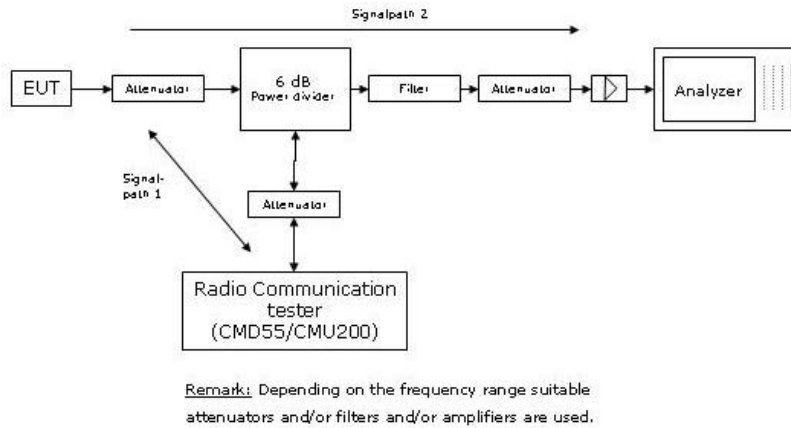 Signalpath 2
EUT
Attenuator
6 dB
Power divider
Filter
Attenuator
Analyzer
Signal-
path 1
Attenuator
Radio Communication
tester
(CMD55/CMU200)
Remark: Depending on the frequency range suitable
attenuators and/or filters and/or amplifiers are used.